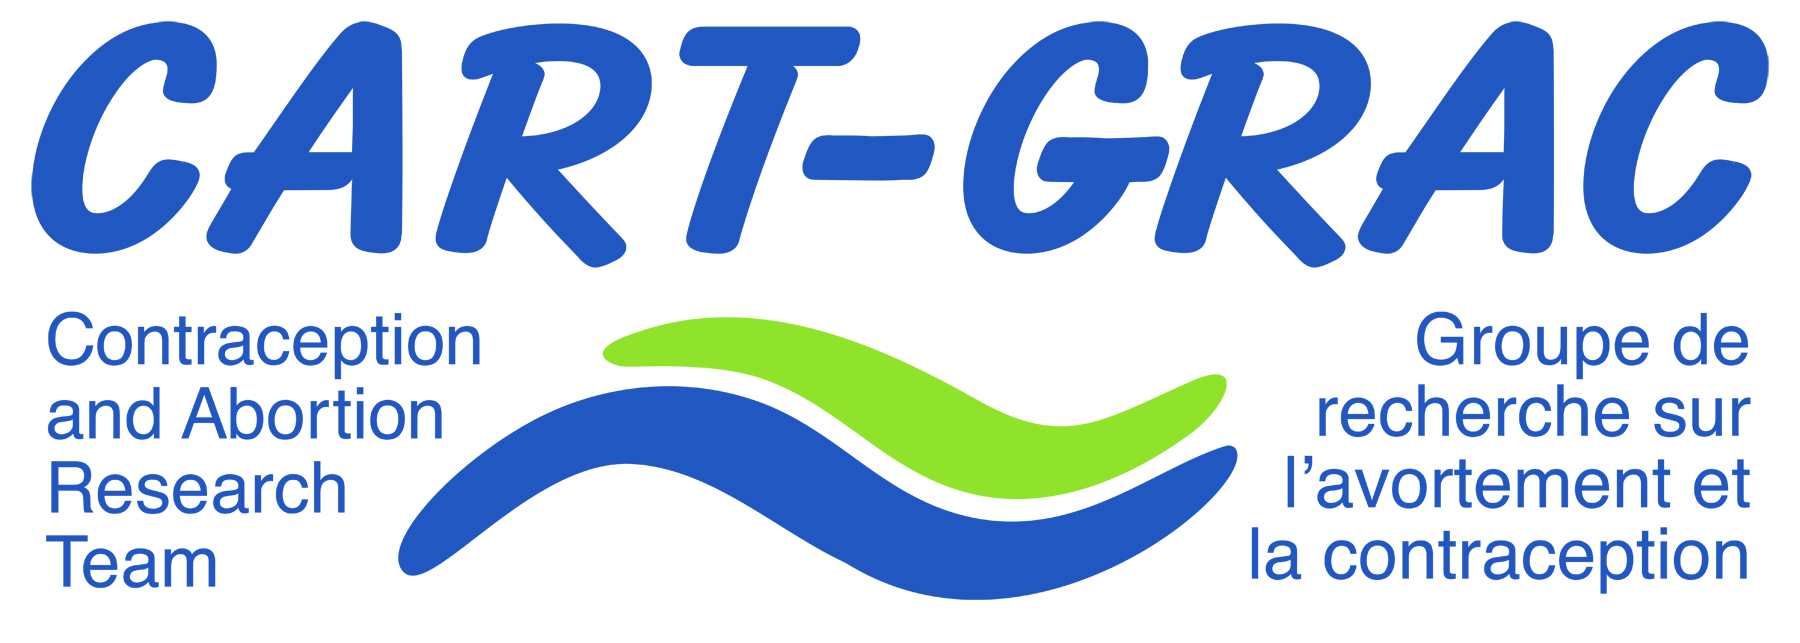 CART-GRAC
Contraception
and Abortion
Research
Team
Groupe de
recherche sur
l’avortement et
la contraception